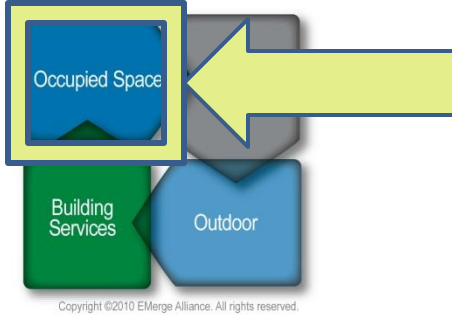 Occupied Space
Building
Services
Outdoor
Copyright ©2010 EMerge Alliance. All rights reserved.